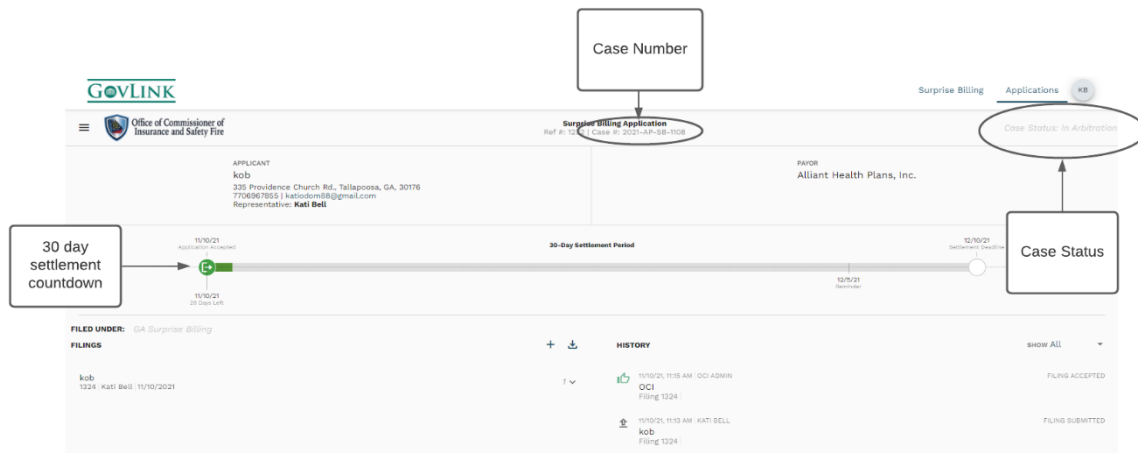 Case Number
GOVLINK
Surprise Billing
Applications
KB
Office of Commissioner of
Insurance and Safety Fire
Surprise Billing Application
Ref #: 1272 | Case #: 2021-AP-SB-1108
Case Status: In Arbitration
APPLICANT
kob
335 Providence Church Rd., Tallapoosa, GA, 30176
7706967855 | katiodom88@gmail.com
Representative: Kati Bell
PAYOR
Alliant Health Plans, Inc.
30 day
settlement
countdown
11/10/21
Application Accepted
30-Day Settlement Period
12/10/21
Settlement Deadline
Case Status
11/10/21
29 Days Left
12/5/21
Reminder
FILED UNDER: GA Surprise Billing
FILINGS
HISTORY
SHOW All
kob
1324 | Kati Bell | 11/10/2021
1
11/10/21, 11:15 AM | OCI ADMIN
FILING ACCEPTED
OCI
Filing 1324 |
11/10/21, 11:13 AM | KATI BELL
FILING SUBMITTED
kob
Filing 1324 |